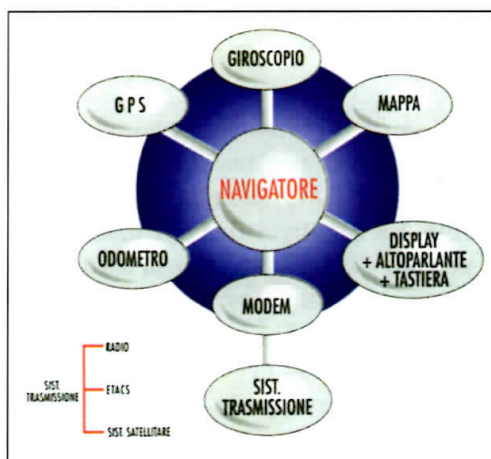 GIROSCOPIO
GPS
MAPPA
NAVIGATORE
ODOMETRO
DISPLAY
+ ALTOPARLANTE
+ TASTIERA
MODEM
SIST.
TRASMISSIONE
RADIO
SIST.
TRASMISSIONE
ETACS
SIST. SATELLITARE